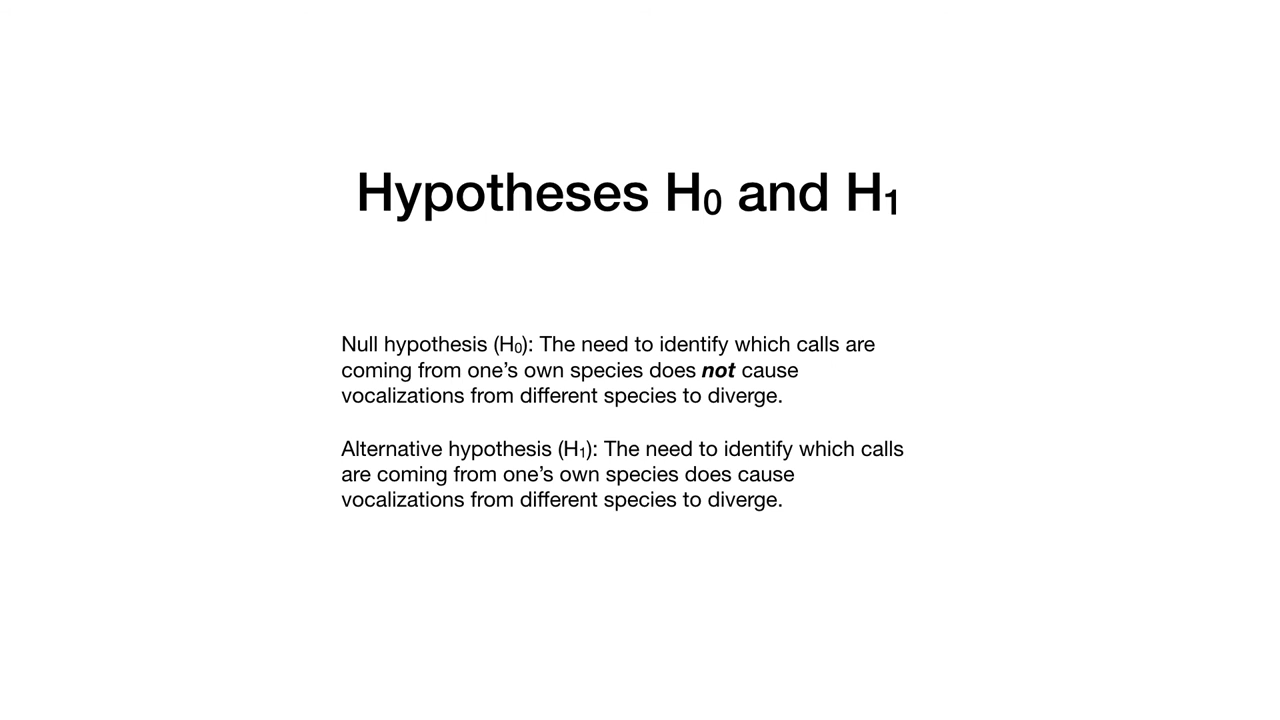 Hypotheses H₀ and H₁
Null hypothesis (H₀): The need to identify which calls are
coming from one’s own species does not cause
vocalizations from different species to diverge.
Alternative hypothesis (H₁): The need to identify which calls
are coming from one’s own species does cause
vocalizations from different species to diverge.